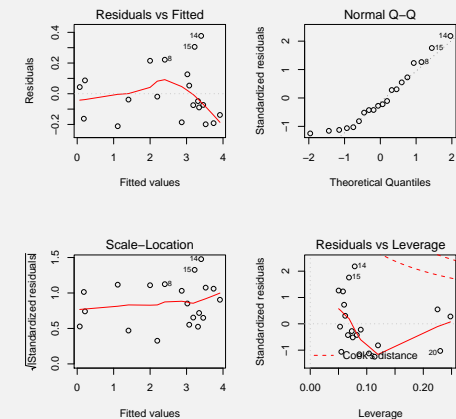 Residuals vs Fitted
Residuals
0.2
−0.2
14
15
8
0 1 2 3 4
Fitted values
Normal Q−Q
Standardized residuals
2
1
0
−1
14
15
8
−2 −1 0 1 2
Theoretical Quantiles
Scale−Location
√|Standardized residuals|
1.5
1.0
0.5
0.0
14
15
8
0 1 2 3 4
Fitted values
Residuals vs Leverage
Standardized residuals
2
1
0
−1
14
15
20
Cook's distance
0.00 0.10 0.20
Leverage